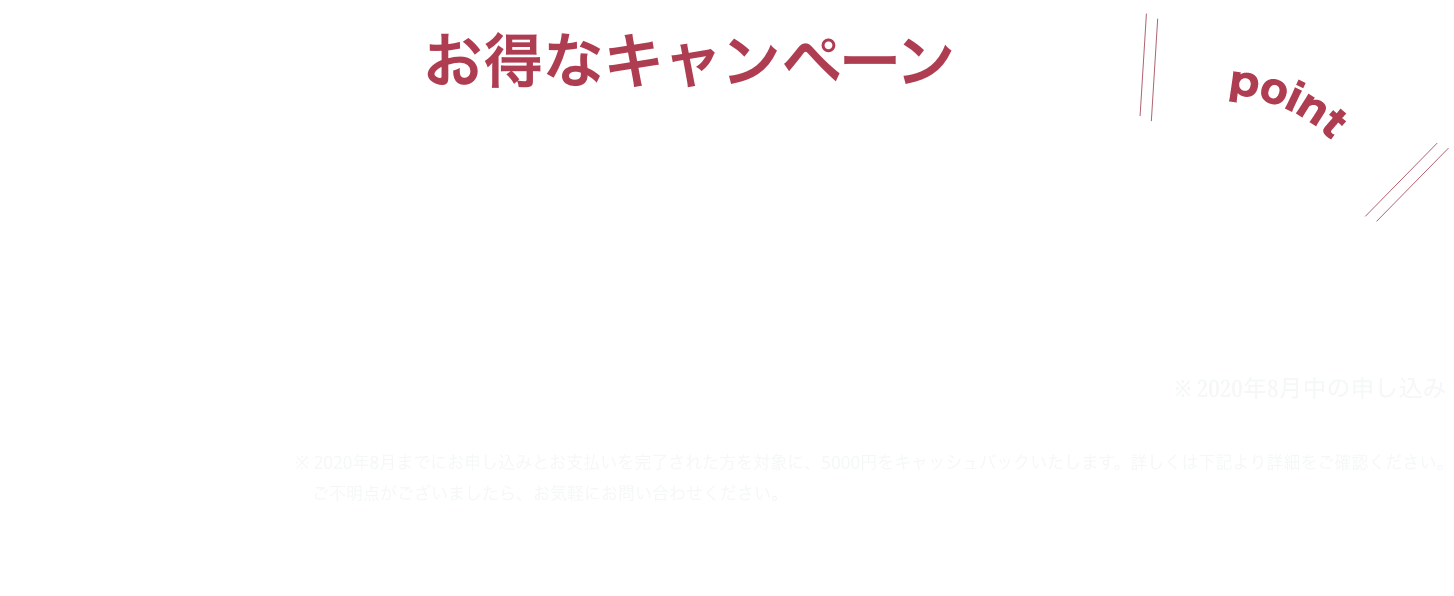 お得なキャンペーン
point
※2020年8月中の申し込み
※2020年8月までにお申し込みとお支払いを完了された方を対象に、5000円をキャッシュバックいたします。詳しくは下記より詳細をご確認ください。
ご不明点がございましたら、お気軽にお問い合わせください。